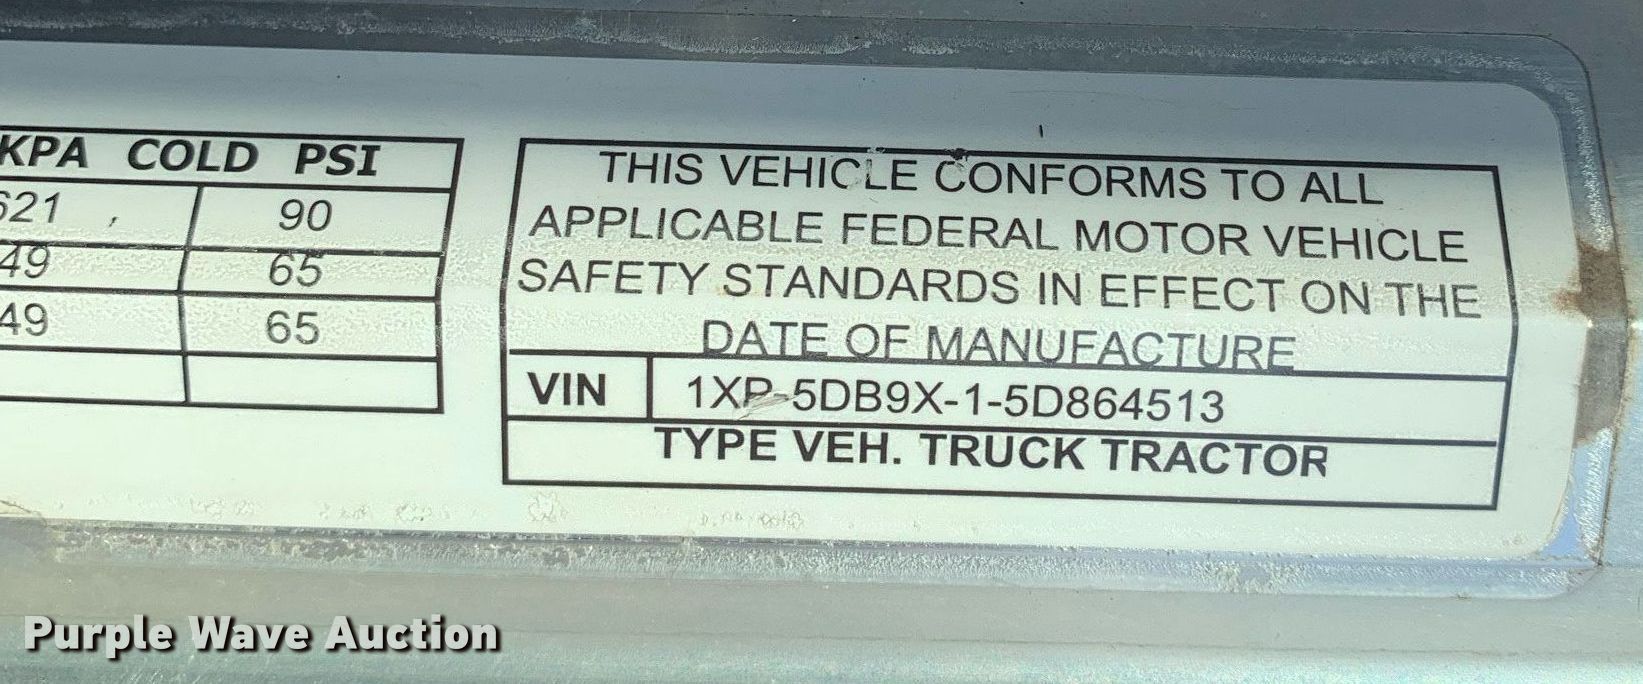 KPA COLD PSI
621 90
49 65
49 65
THIS VEHICLE CONFORMS TO ALL
APPLICABLE FEDERAL MOTOR VEHICLE
SAFETY STANDARDS IN EFFECT ON THE
DATE OF MANUFACTURE
VIN 1XP-5DB9X-1-5D864513
TYPE VEH. TRUCK TRACTOR
Purple Wave Auction